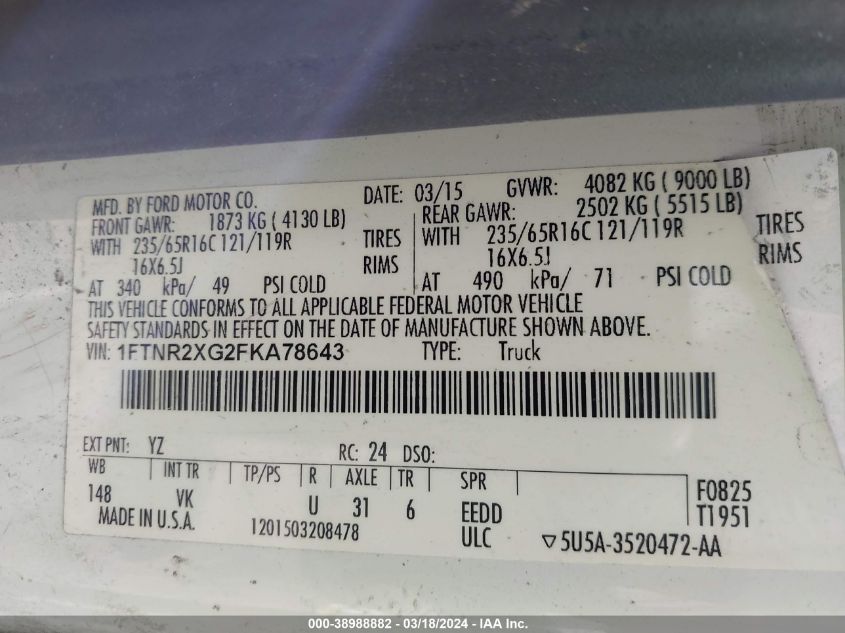 MFD. BY FORD MOTOR CO. DATE: 03/15 GVWR: 4082 KG ( 9000 LB)
FRONT GAWR: 1873 KG ( 4130 LB) REAR GAWR: 2502 KG ( 5515 LB)
WITH 235/65R16C 121/119R TIRES WITH 235/65R16C 121/119R TIRES
16X6.5J RIMS 16X6.5J RIMS
AT 340 kPa/ 49 PSI COLD AT 490 kPa/ 71 PSI COLD
THIS VEHICLE CONFORMS TO ALL APPLICABLE FEDERAL MOTOR VEHICLE
SAFETY STANDARDS IN EFFECT ON THE DATE OF MANUFACTURE SHOWN ABOVE.
VIN: 1FTNR2XG2FKA78643 TYPE: Truck
EXT PNT: YZ RC: 24 DSO:
WB INT TR TP/PS R AXLE TR SPR
148 VK U 31 6 EEDD F0825
MADE IN U.S.A. 1201503208478 ULC T1951
▽5U5A-3520472-AA
000-38988882 - 03/18/2024 - IAA Inc.